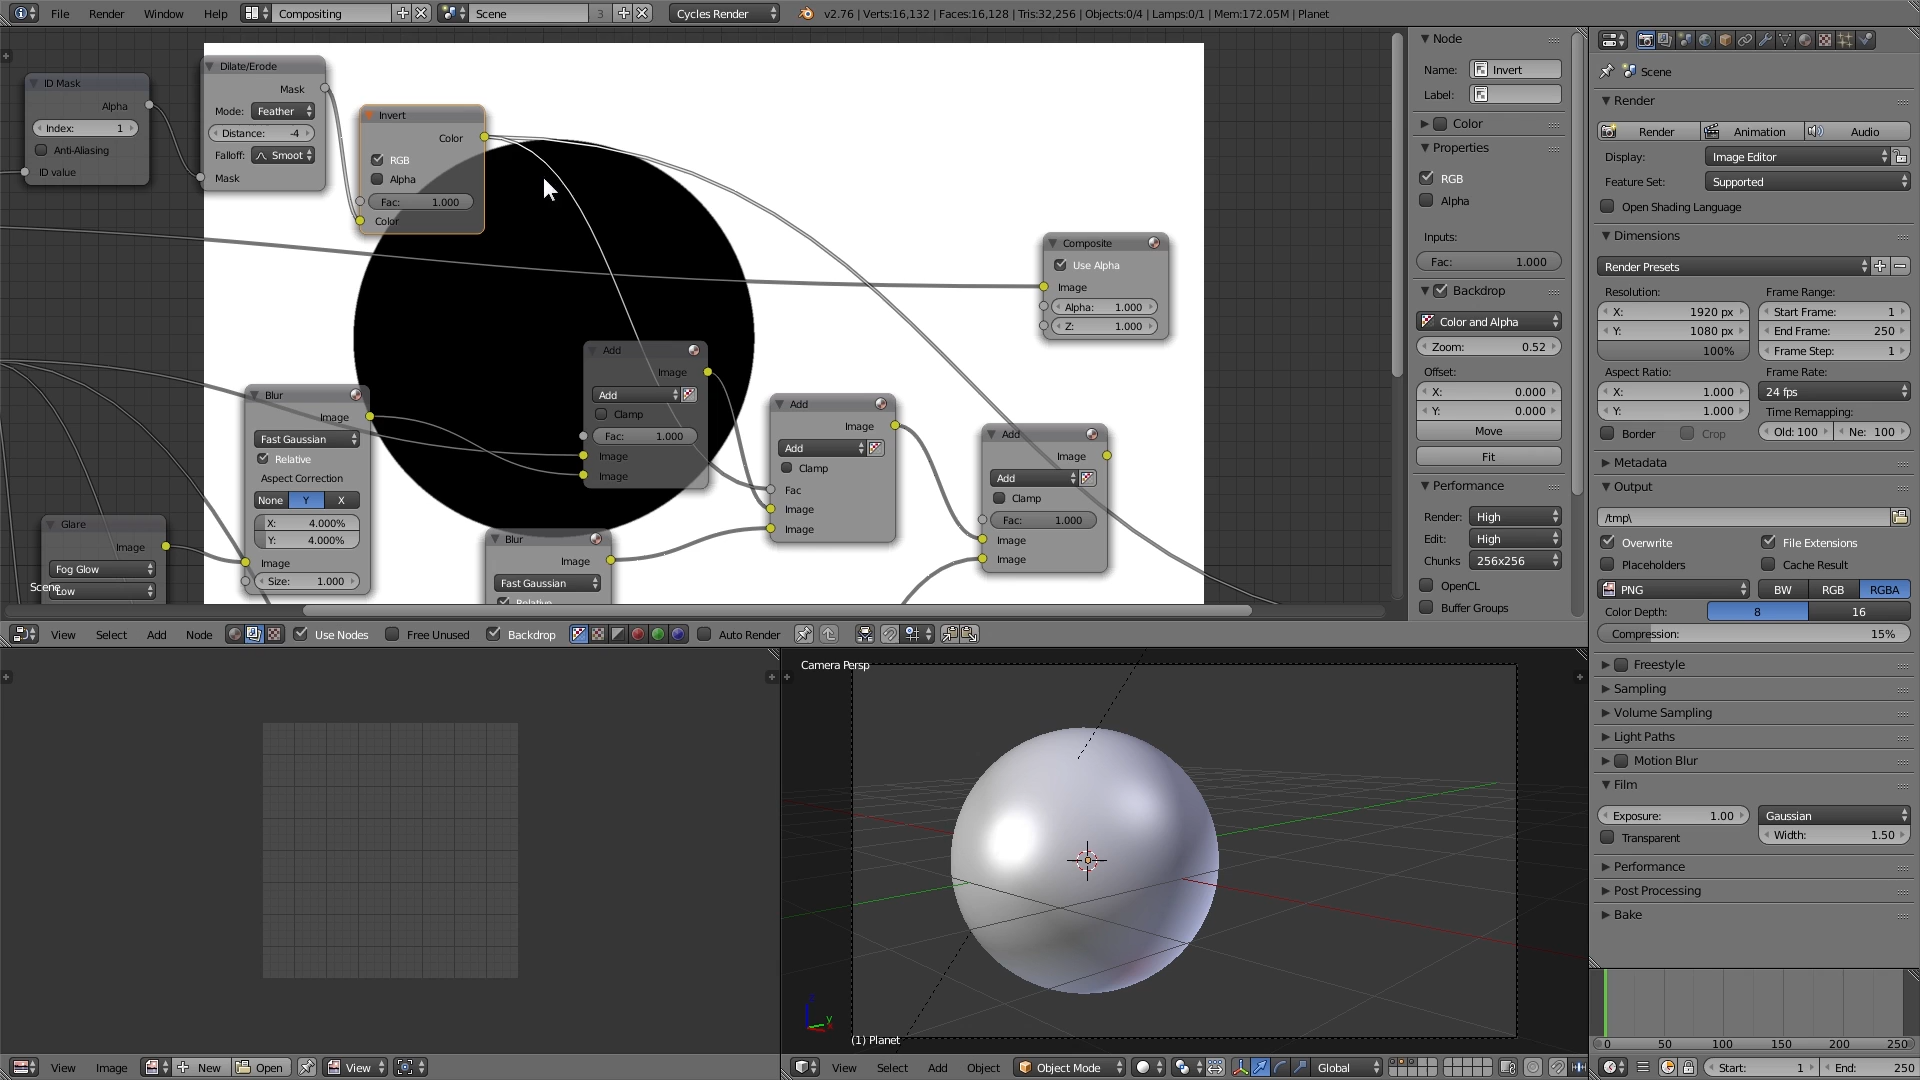 File Render Window Help Compositing Scene 3 Cycles Render v2.76 | Verts:16,132 | Faces:16,128 | Tris:32,256 | Objects:0/4 | Lamps:0/1 | Mem:172.05M | Planet
ID Mask
Alpha
Index: 1
Anti-Aliasing
ID value
Dilate/Erode
Mask
Mode: Feather
Distance: -4
Falloff: Smoot
Mask
Invert
Color
RGB
Alpha
Fac: 1.000
Color
Composite
Use Alpha
Image
Alpha: 1.000
Z: 1.000
Add
Image
Add
Clamp
Fac: 1.000
Image
Image
Add
Image
Add
Clamp
Fac
Image
Image
Add
Image
Add
Clamp
Fac: 1.000
Image
Image
Blur
Image
Fast Gaussian
Relative
Aspect Correction
None Y X
X: 4.000%
Y: 4.000%
Image
Size: 1.000
Glare
Image
Fog Glow
Low
Scene
Blur
Image
Fast Gaussian
Relative
View Select Add Node Use Nodes Free Unused Backdrop Auto Render
Node
Name: Invert
Label:
Color
Properties
RGB
Alpha
Inputs:
Fac: 1.000
Backdrop
Color and Alpha
Zoom: 0.52
Offset:
X: 0.000
Y: 0.000
Move
Fit
Performance
Render: High
Edit: High
Chunks 256x256
OpenCL
Buffer Groups
Scene
Render
Render Animation Audio
Display: Image Editor
Feature Set: Supported
Open Shading Language
Dimensions
Render Presets
Resolution: Frame Range:
X: 1920 px Start Frame: 1
Y: 1080 px End Frame: 250
100% Frame Step: 1
Aspect Ratio: Frame Rate:
X: 1.000 24 fps
Y: 1.000 Time Remapping:
Border Crop Old: 100 Ne: 100
Metadata
Output
/tmp\
Overwrite File Extensions
Placeholders Cache Result
PNG BW RGB RGBA
Color Depth: 8 16
Compression: 15%
Freestyle
Sampling
Volume Sampling
Light Paths
Motion Blur
Film
Exposure: 1.00 Gaussian
Transparent Width: 1.50
Performance
Post Processing
Bake
Camera Persp
z
y
(1) Planet
View Image New Open View
View Select Add Object Object Mode Global
0 50 100 150 200 250
Start: 1 End: 250